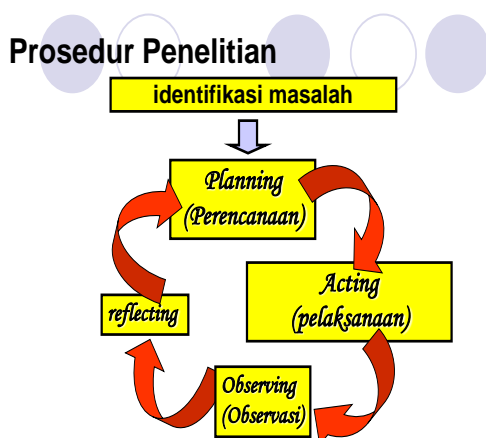 Prosedur Penelitian
identifikasi masalah
Planning
(Perencanaan)
Acting
(pelaksanaan)
Observing
(Observasi)
reflecting